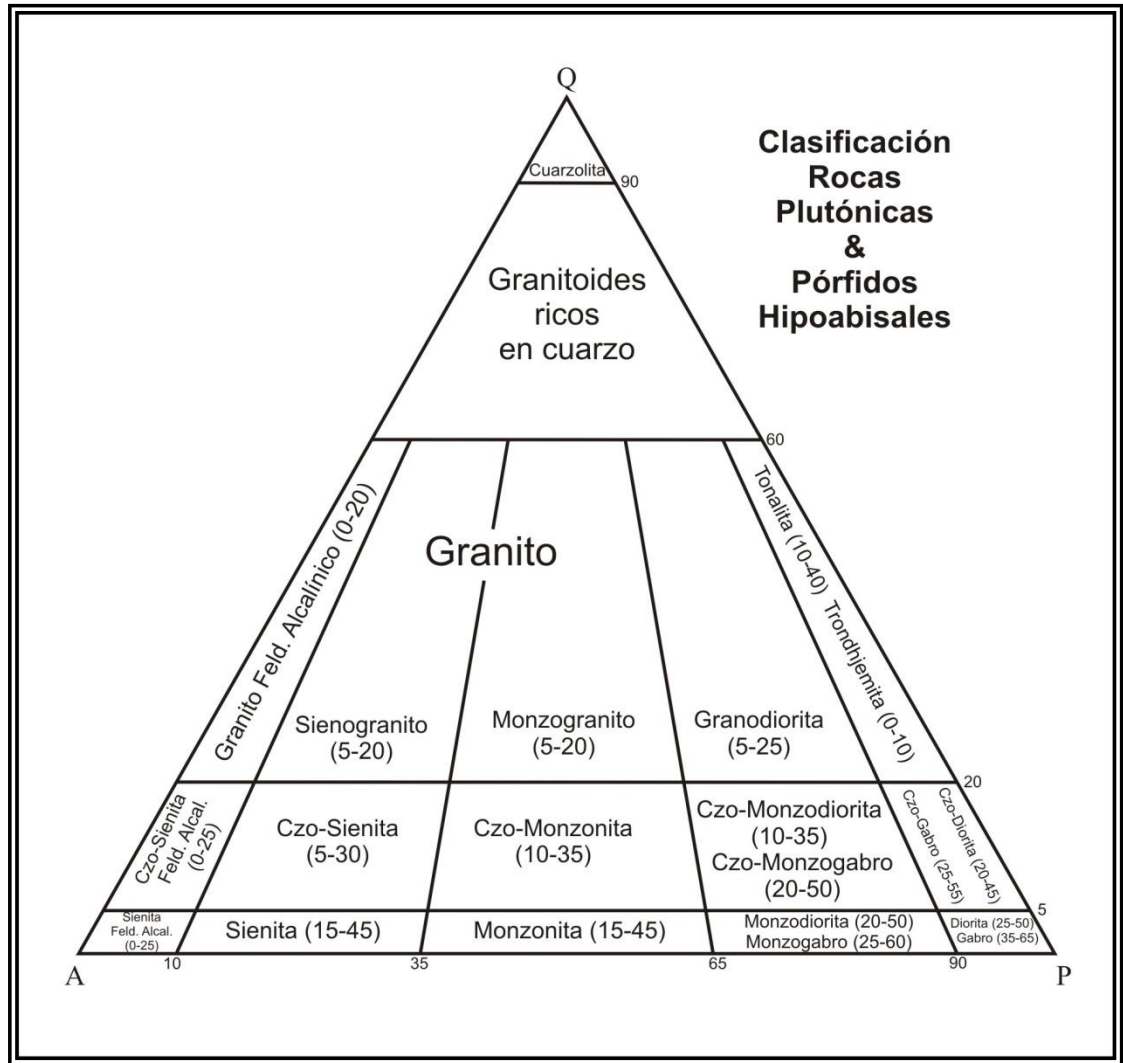 Q
Clasificación
Rocas
Plutónicas
&
Pórfidos
Hipoabisales
Cuarzolita
90
Granitoides
ricos
en cuarzo
60
Granito Feld. Alcalínico (0-20)
Granito
Tonalita (10-40) Trondhjemita (0-10)
Sienogranito
(5-20)
Monzogranito
(5-20)
Granodiorita
(5-25)
20
Czo-Sienita
Feld. Alcal.
(0-25)
Czo-Sienita
(5-30)
Czo-Monzonita
(10-35)
Czo-Monzodiorita
(10-35)
Czo-Monzogabro
(20-50)
Czo-Gabro (25-55)
Czo-Diorita (20-45)
5
Sienita
Feld. Alcal.
(0-25)
Sienita (15-45)
Monzonita (15-45)
Monzodiorita (20-50)
Monzogabro (25-60)
Diorita (25-50)
Gabro (35-65)
A
10
35
65
90
P